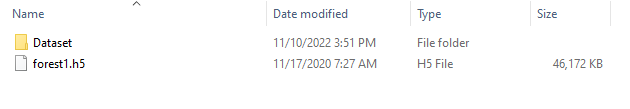 Name Date modified Type Size
Dataset 11/10/2022 3:51 PM File folder
forest1.h5 11/17/2020 7:27 AM H5 File 46,172 KB